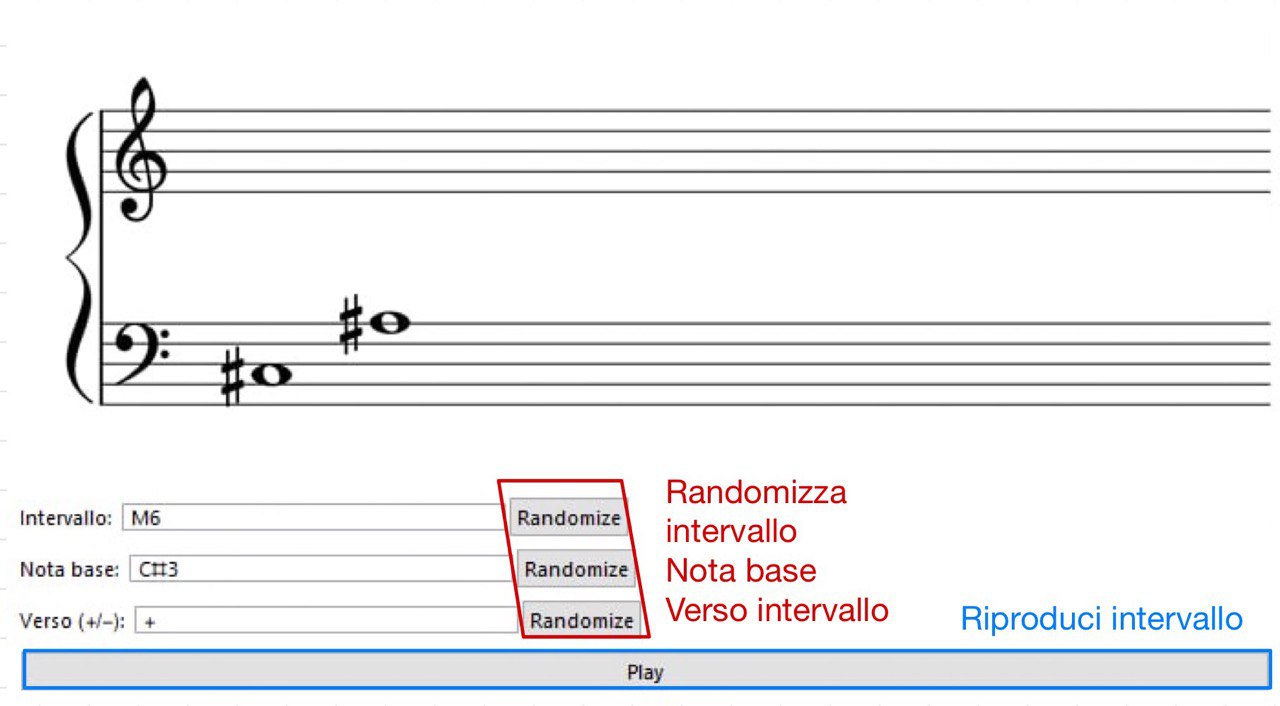 Intervallo: M6 Randomize
Nota base: C♯3 Randomize
Verso (+/−): + Randomize
Randomizza
intervallo
Nota base
Verso intervallo
Riproduci intervallo
Play